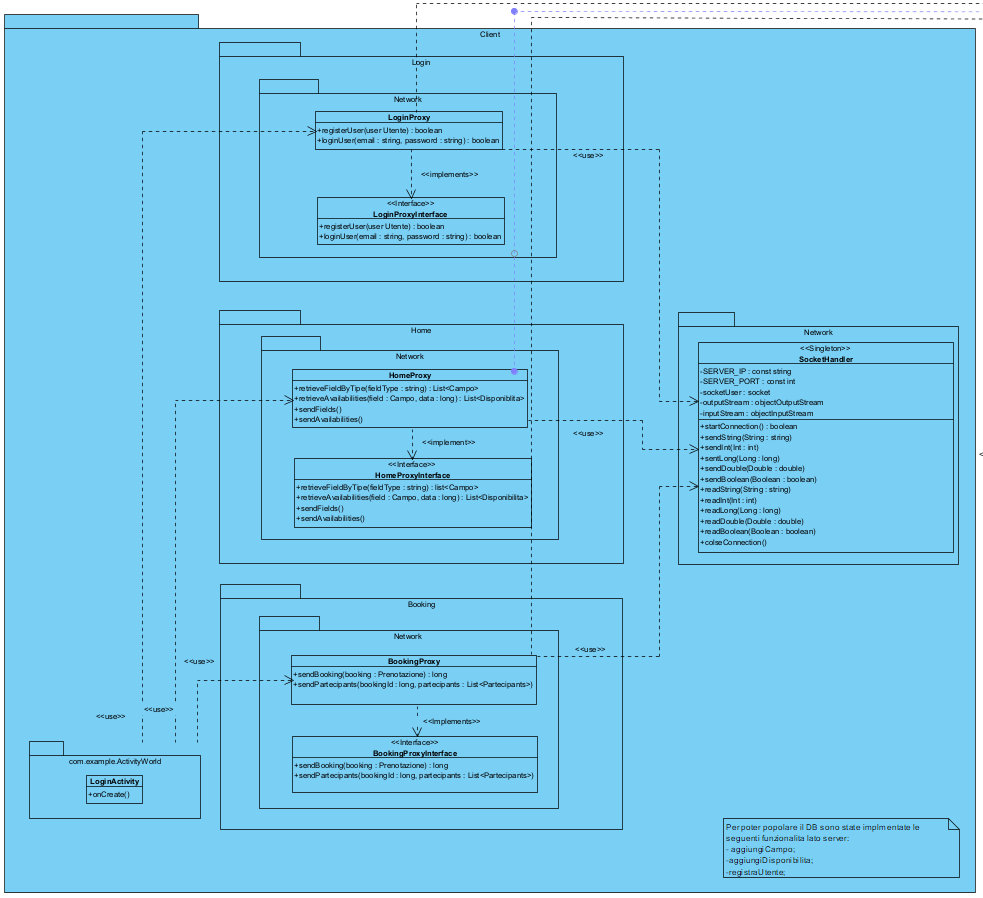 Client
Login
Network
LoginProxy
+registerUser(user Utente) : boolean
+loginUser(email : string, password : string) : boolean
<<use>>
<<implements>>
<<Interface>>
LoginProxyInterface
+registerUser(user Utente) : boolean
+loginUser(email : string, password : string) : boolean
Home
Network
HomeProxy
+retrieveFieldByTipe(fieldType : string) : List<Campo>
+retrieveAvailabilities(field : Campo, data : long) : List<Disponiblita>
+sendFields()
+sendAvailabilities()
<<use>>
<<implement>>
<<Interface>>
HomeProxyInterface
+retrieveFieldByTipe(fieldType : string) : list<Campo>
+retrieveAvailabilities(field : Campo, data : long) : List<Disponibilita>
+sendFields()
+sendAvailabilities()
Network
<<Singleton>>
SocketHandler
-SERVER_IP : const string
-SERVER_PORT : const int
-socketUser : socket
-outputStream : objectOutputStream
-inputStream : objectInputStream
+startConnection() : boolean
+sendString(String : string)
+sendInt(Int : int)
+sentLong(Long : long)
+sendDouble(Double : double)
+sendBoolean(Boolean : boolean)
+readString(String : string)
+readInt(Int : int)
+readLong(Long : long)
+readDouble(Double : double)
+readBoolean(Boolean : boolean)
+colseConnection()
Booking
Network
BookingProxy
+sendBooking(booking : Prenotazione) : long
+sendPartecipants(bookingId : long, partecipants : List<Partecipants>)
<<use>>
<<Implements>>
<<Interface>>
BookingProxyInterface
+sendBooking(booking : Prenotazione) : long
+sendPartecipants(bookingId : long, partecipants : List<Partecipants>)
<<use>>
<<use>>
<<use>>
com.example.ActivityWorld
LoginActivity
+onCreate()
Per poter popolare il DB sono state implmentate le
seguenti funzionalita lato server:
- aggiungiCampo;
-aggiungiDisponibilita;
-registraUtente;